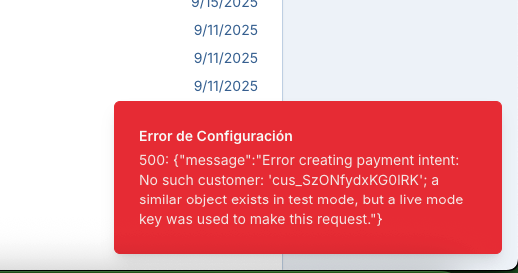 9/15/2025
9/11/2025
9/11/2025
9/11/2025
Error de Configuración
500: {"message":"Error creating payment intent:
No such customer: 'cus_SzONfydxKG0IRK'; a
similar object exists in test mode, but a live mode
key was used to make this request."}